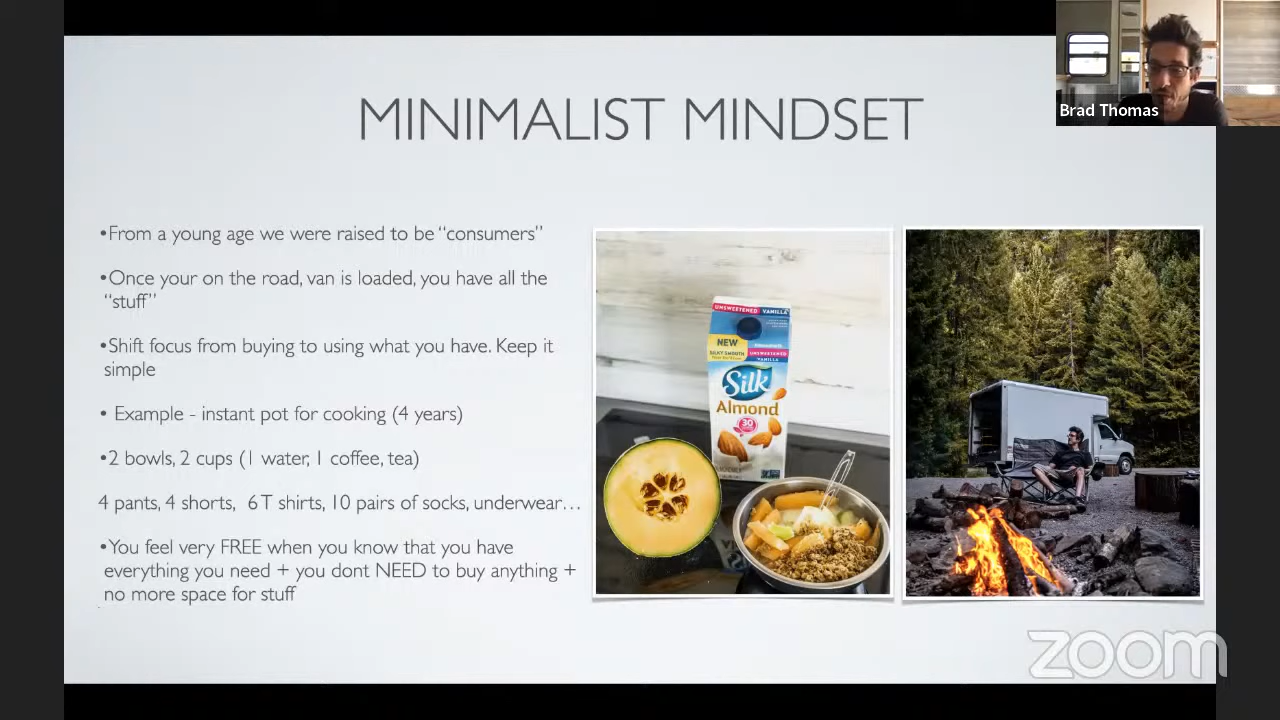 Brad Thomas
MINIMALIST MINDSET
•From a young age we were raised to be “consumers”
•Once your on the road, van is loaded, you have all the
“stuff”
•Shift focus from buying to using what you have. Keep it
simple
• Example - instant pot for cooking (4 years)
•2 bowls, 2 cups (1 water, 1 coffee, tea)
4 pants, 4 shorts, 6 T shirts, 10 pairs of socks, underwear…
•You feel very FREE when you know that you have
everything you need + you dont NEED to buy anything +
no more space for stuff
UNSWEETENED VANILLA
NEW
SILKY SMOOTH
UNSWEETENED
VANILLA
Silk
Almond
30
zoom